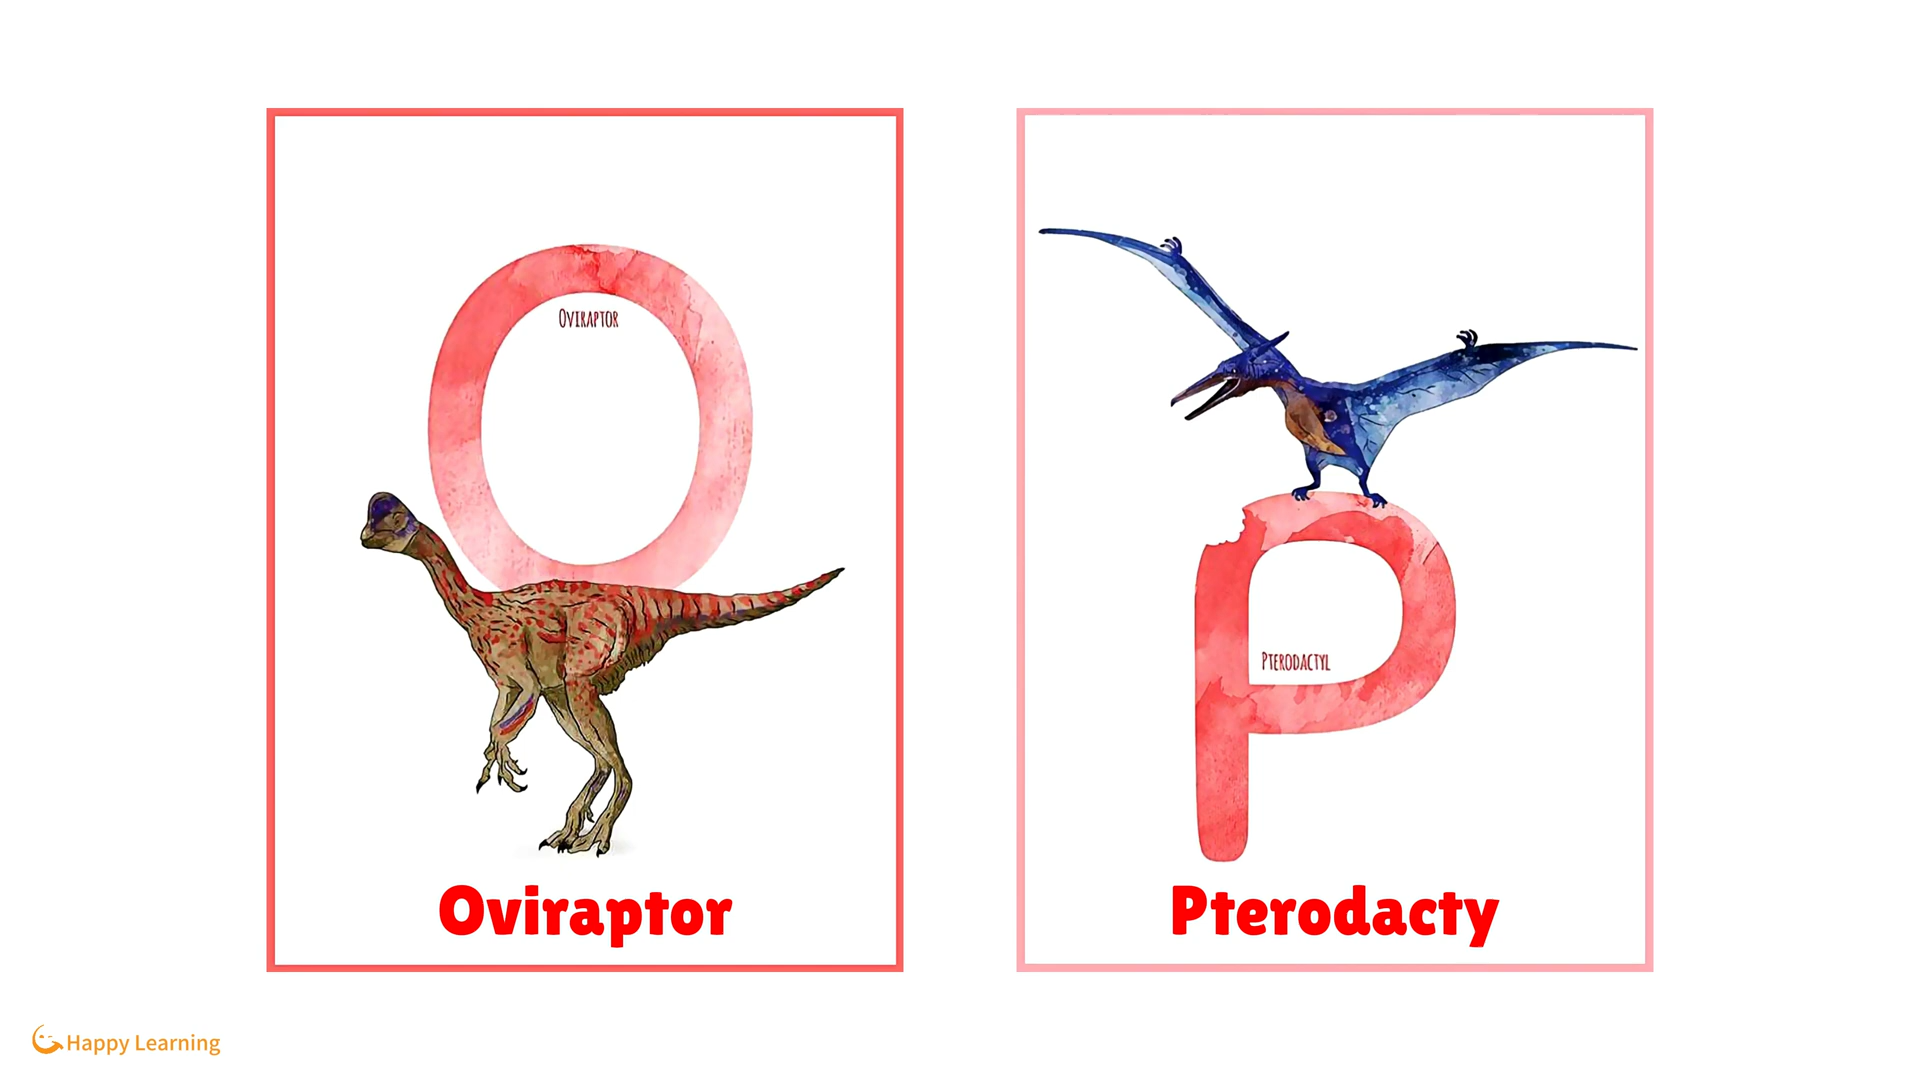 OVIRAPTOR
Oviraptor
PTERODACTYL
Pterodacty
Happy Learning